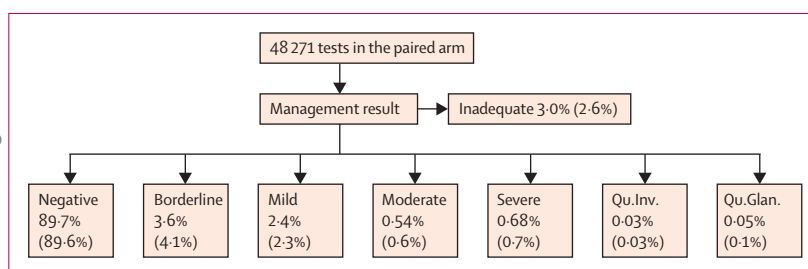 48 271 tests in the paired arm
Management result
Inadequate 3·0% (2·6%)
Negative
89·7%
(89·6%)
Borderline
3·6%
(4·1%)
Mild
2·4%
(2·3%)
Moderate
0·54%
(0·6%)
Severe
0·68%
(0·7%)
Qu.Inv.
0·03%
(0·03%)
Qu.Glan.
0·05%
(0·1%)